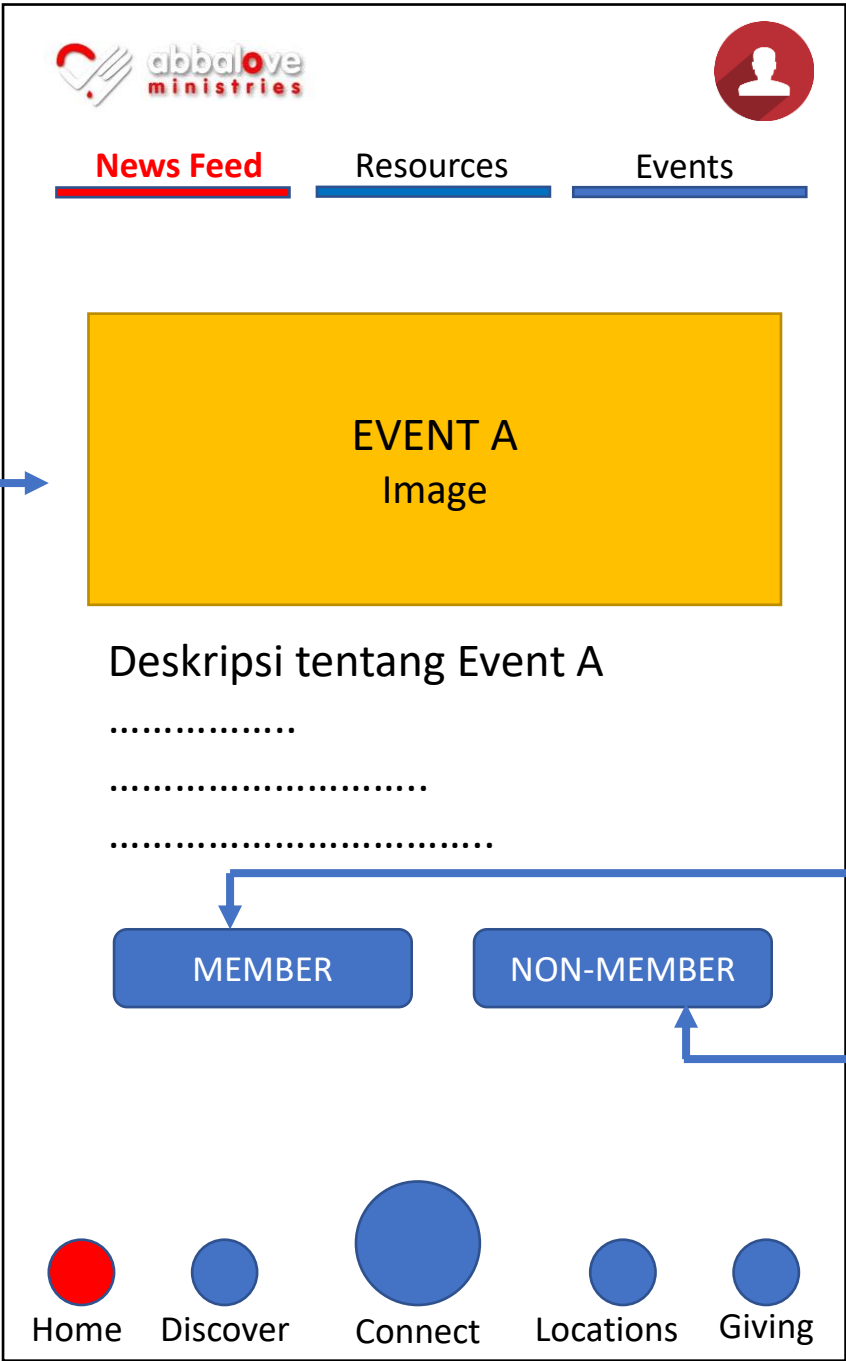 abbalove
ministries
News Feed Resources Events
EVENT A
Image
Deskripsi tentang Event A
……………..
………………………..
……………………………..
MEMBER NON-MEMBER
Home Discover Connect Locations Giving